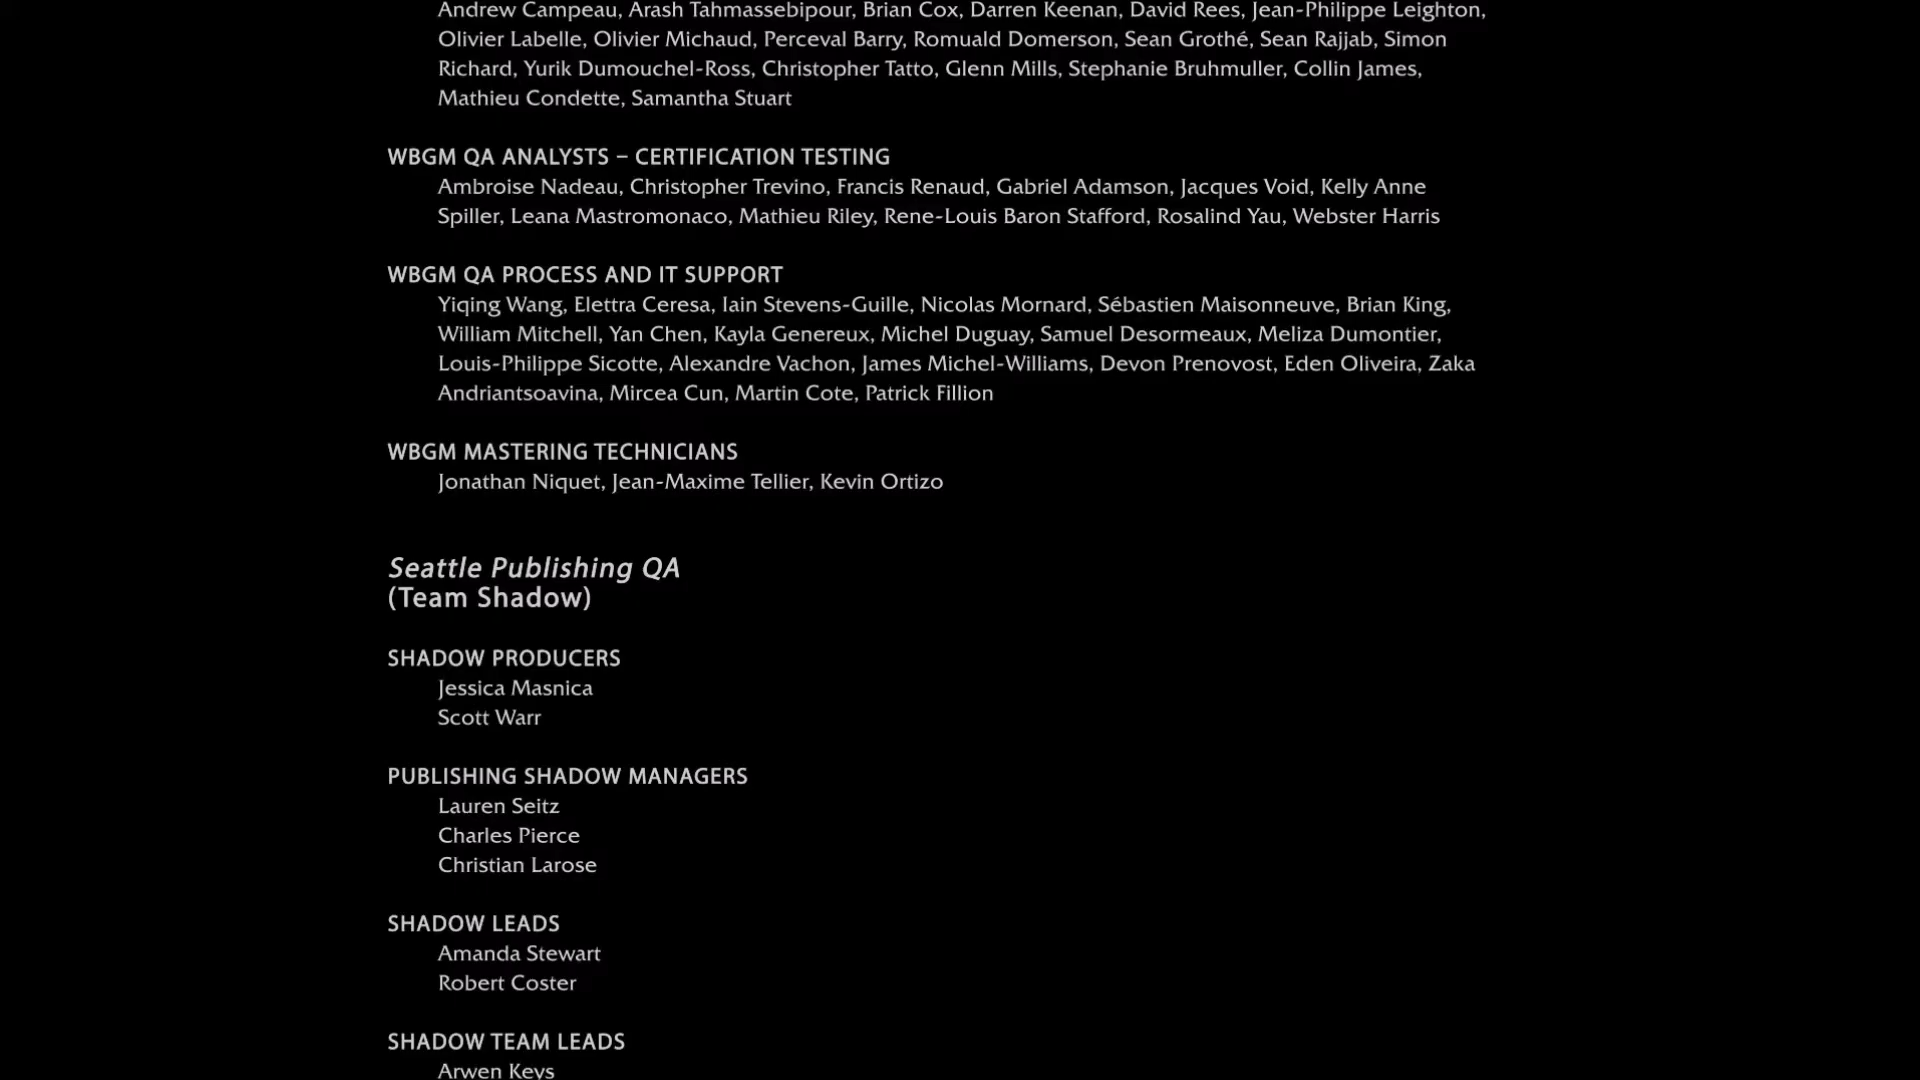 Andrew Campeau, Arash Tahmassebipour, Brian Cox, Darren Keenan, David Rees, Jean-Philippe Leighton,
Olivier Labelle, Olivier Michaud, Perceval Barry, Romuald Domerson, Sean Grothé, Sean Rajjab, Simon
Richard, Yurik Dumouchel-Ross, Christopher Tatto, Glenn Mills, Stephanie Bruhmuller, Collin James,
Mathieu Condette, Samantha Stuart
WBGM QA ANALYSTS – CERTIFICATION TESTING
Ambroise Nadeau, Christopher Trevino, Francis Renaud, Gabriel Adamson, Jacques Void, Kelly Anne
Spiller, Leana Mastromonaco, Mathieu Riley, Rene-Louis Baron Stafford, Rosalind Yau, Webster Harris
WBGM QA PROCESS AND IT SUPPORT
Yiqing Wang, Elettra Ceresa, Iain Stevens-Guille, Nicolas Mornard, Sébastien Maisonneuve, Brian King,
William Mitchell, Yan Chen, Kayla Genereux, Michel Duguay, Samuel Desormeaux, Meliza Dumontier,
Louis-Philippe Sicotte, Alexandre Vachon, James Michel-Williams, Devon Prenovost, Eden Oliveira, Zaka
Andriantsoavina, Mircea Cun, Martin Cote, Patrick Fillion
WBGM MASTERING TECHNICIANS
Jonathan Niquet, Jean-Maxime Tellier, Kevin Ortizo
Seattle Publishing QA
(Team Shadow)
SHADOW PRODUCERS
Jessica Masnica
Scott Warr
PUBLISHING SHADOW MANAGERS
Lauren Seitz
Charles Pierce
Christian Larose
SHADOW LEADS
Amanda Stewart
Robert Coster
SHADOW TEAM LEADS
Arwen Keys